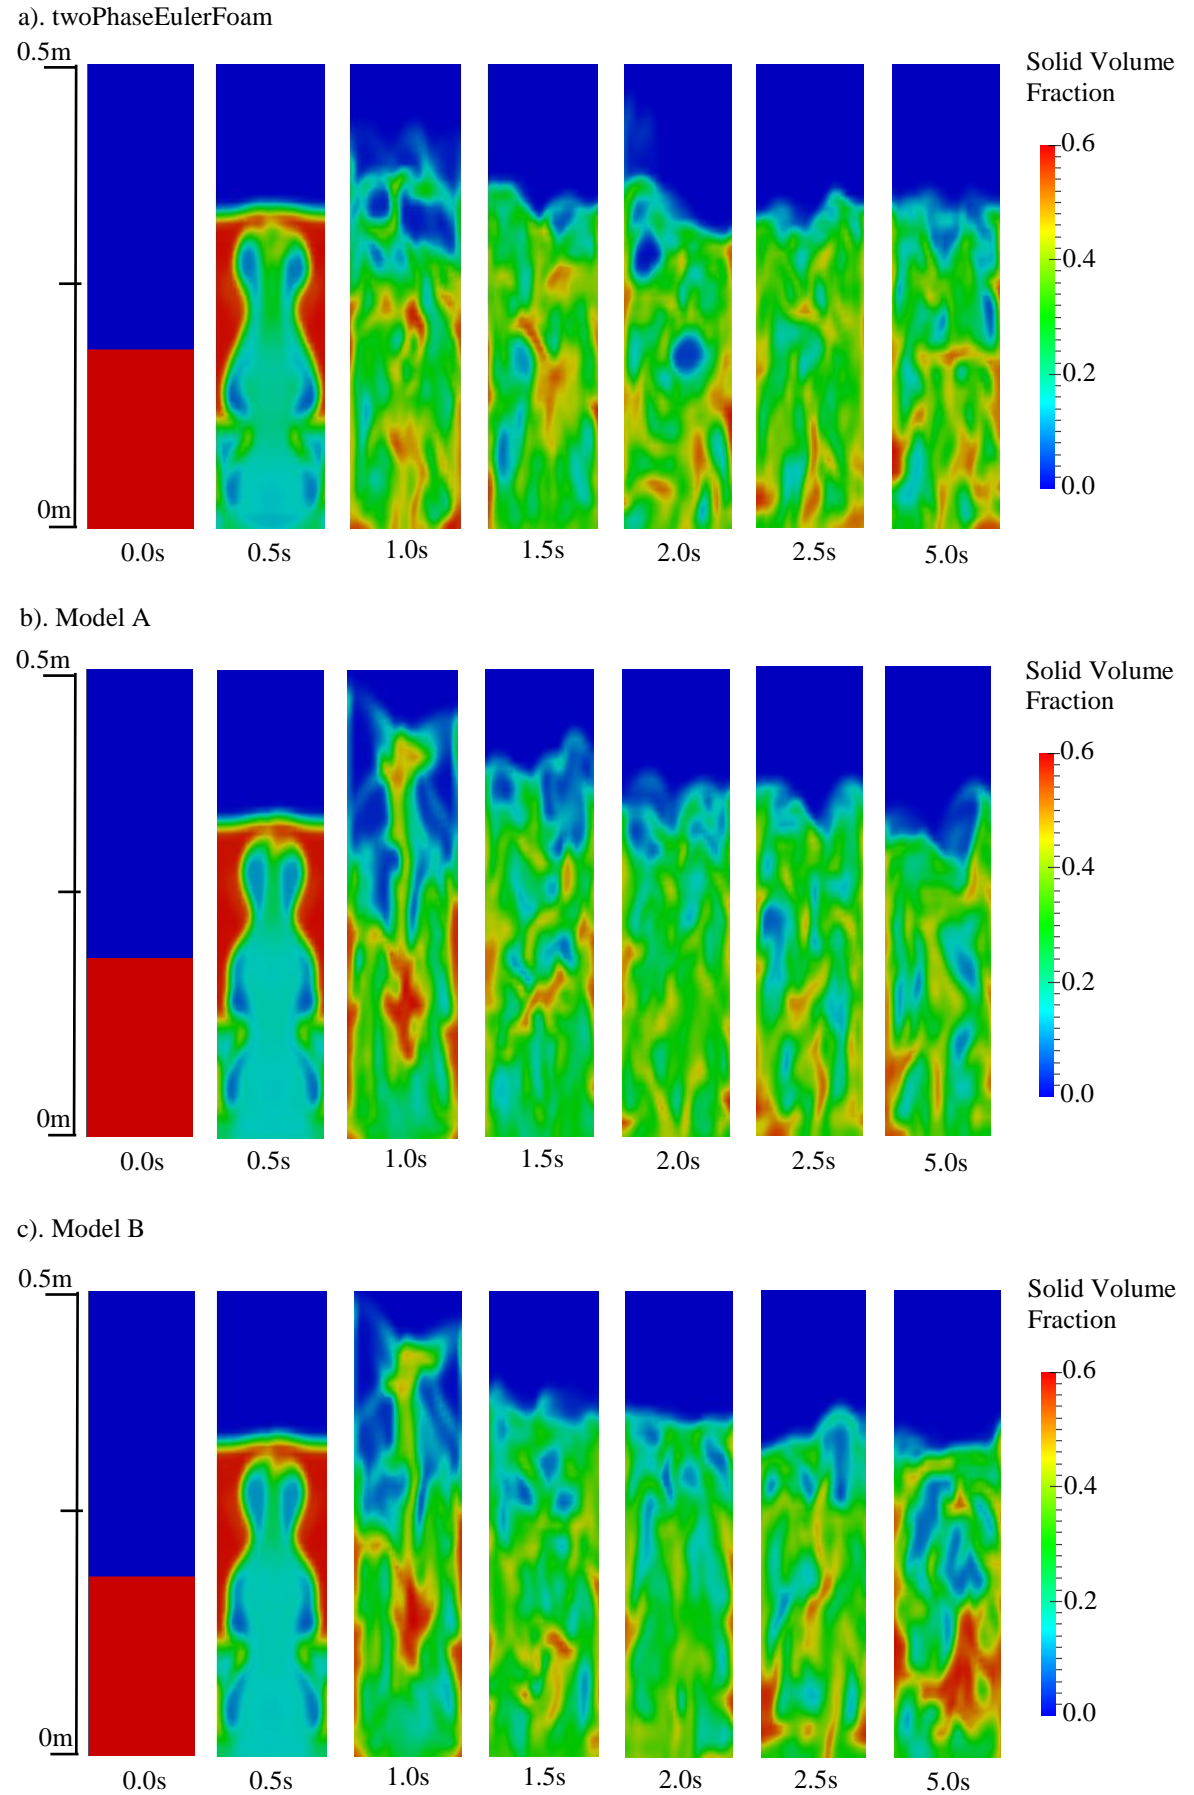 a). twoPhaseEulerFoam
0.5m
Solid Volume
Fraction
0.6
0.4
0.2
0.0
0m
0.0s
0.5s
1.0s
1.5s
2.0s
2.5s
5.0s
b). Model A
0.5m
Solid Volume
Fraction
0.6
0.4
0.2
0.0
0m
0.0s
0.5s
1.0s
1.5s
2.0s
2.5s
5.0s
c). Model B
0.5m
Solid Volume
Fraction
0.6
0.4
0.2
0.0
0m
0.0s
0.5s
1.0s
1.5s
2.0s
2.5s
5.0s